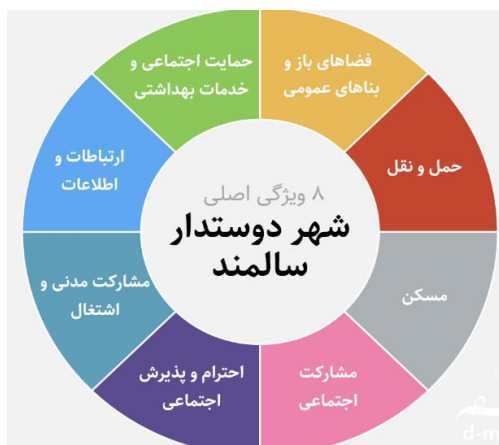 ۸ ویژگی اصلی
شهر دوستدار
سالمند
فضاهای باز و
بناهای عمومی
حمل و نقل
مسکن
مشارکت
اجتماعی
احترام و پذیرش
اجتماعی
مشارکت مدنی و
اشتغال
ارتباطات و
اطلاعات
حمایت اجتماعی و
خدمات بهداشتی